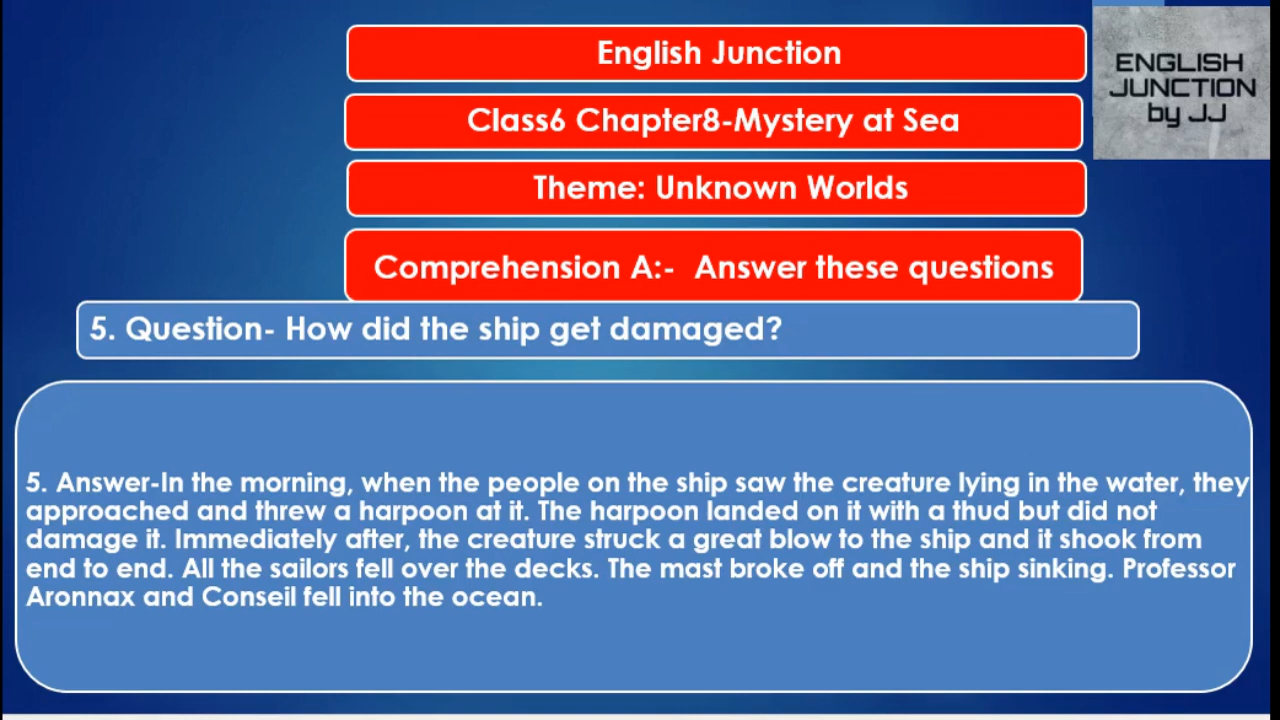 English Junction
ENGLISH
JUNCTION
by JJ
Class6 Chapter8-Mystery at Sea
Theme: Unknown Worlds
Comprehension A:- Answer these questions
5. Question- How did the ship get damaged?
5. Answer-In the morning, when the people on the ship saw the creature lying in the water, they
approached and threw a harpoon at it. The harpoon landed on it with a thud but did not
damage it. Immediately after, the creature struck a great blow to the ship and it shook from
end to end. All the sailors fell over the decks. The mast broke off and the ship sinking. Professor
Aronnax and Conseil fell into the ocean.